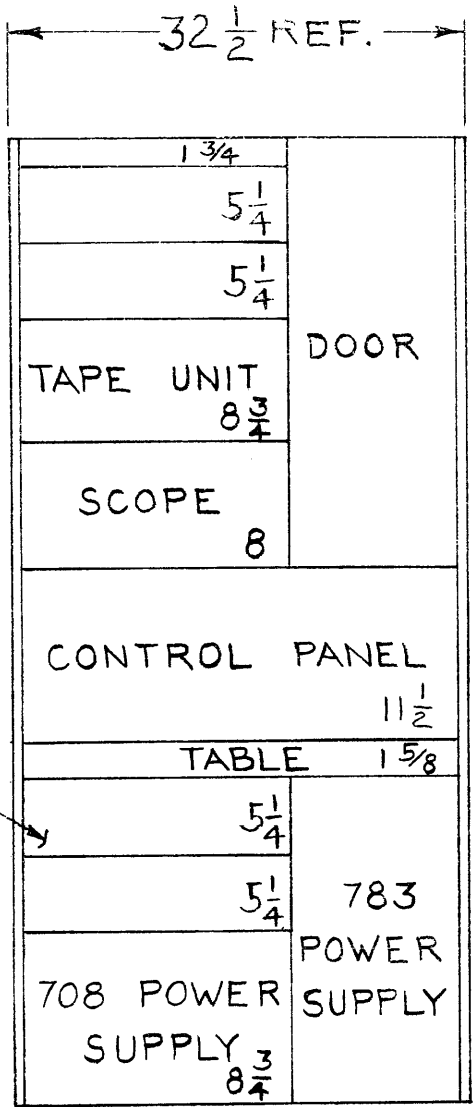 32 1/2 REF.
1 3/4
5 1/4
5 1/4
DOOR
TAPE UNIT
8 3/4
SCOPE
8
CONTROL PANEL
11 1/2
TABLE 1 5/8
5 1/4
5 1/4
783
POWER
SUPPLY
708 POWER
SUPPLY
8 3/4